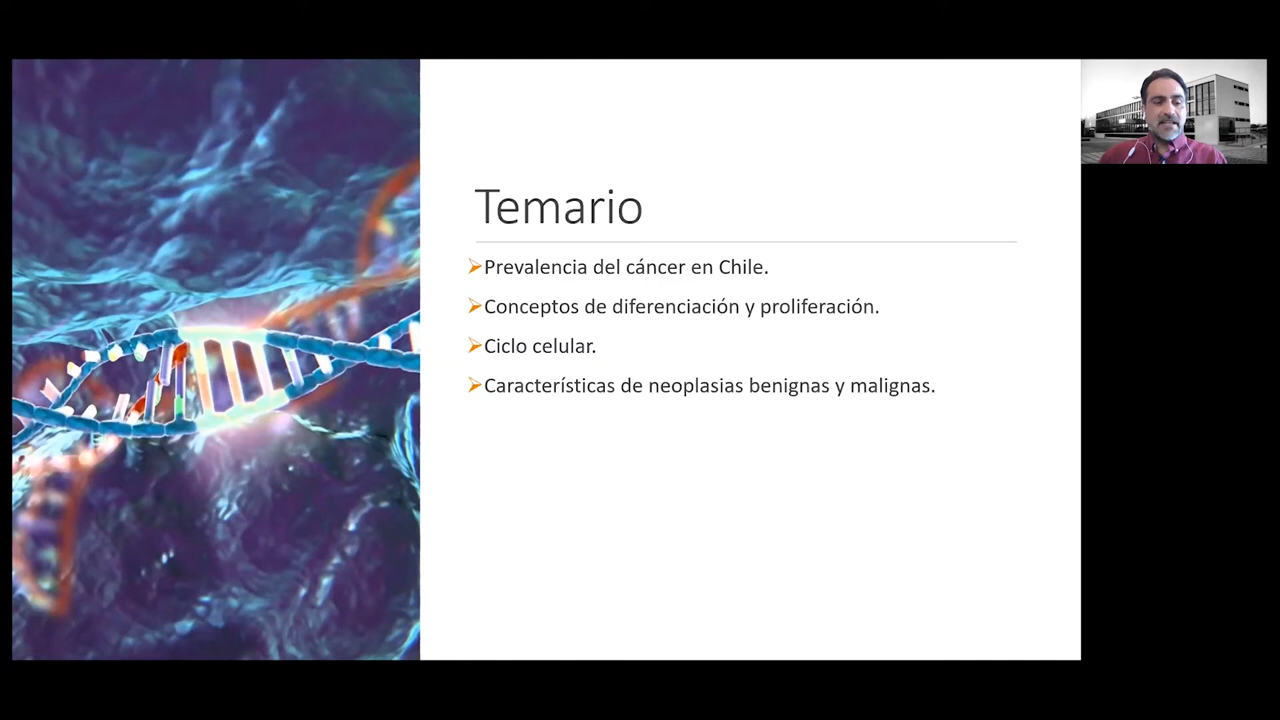 Temario
Prevalencia del cáncer en Chile.
Conceptos de diferenciación y proliferación.
Ciclo celular.
Características de neoplasias benignas y malignas.